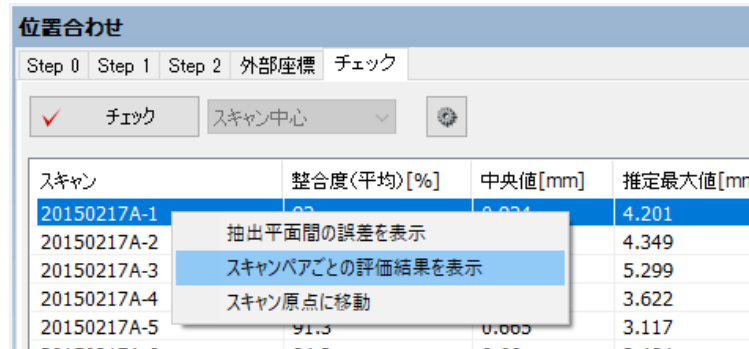 位置合わせ
Step 0 Step 1 Step 2 外部座標 チェック
チェック スキャン中心
スキャン 整合度(平均)[%] 中央値[mm] 推定最大値[mm
20150217A-1 4.201
抽出平面間の誤差を表示
20150217A-2 4.349
スキャンペアごとの評価結果を表示
20150217A-3 5.299
スキャン原点に移動
20150217A-4 3.622
20150217A-5 91.3 0.665 3.117